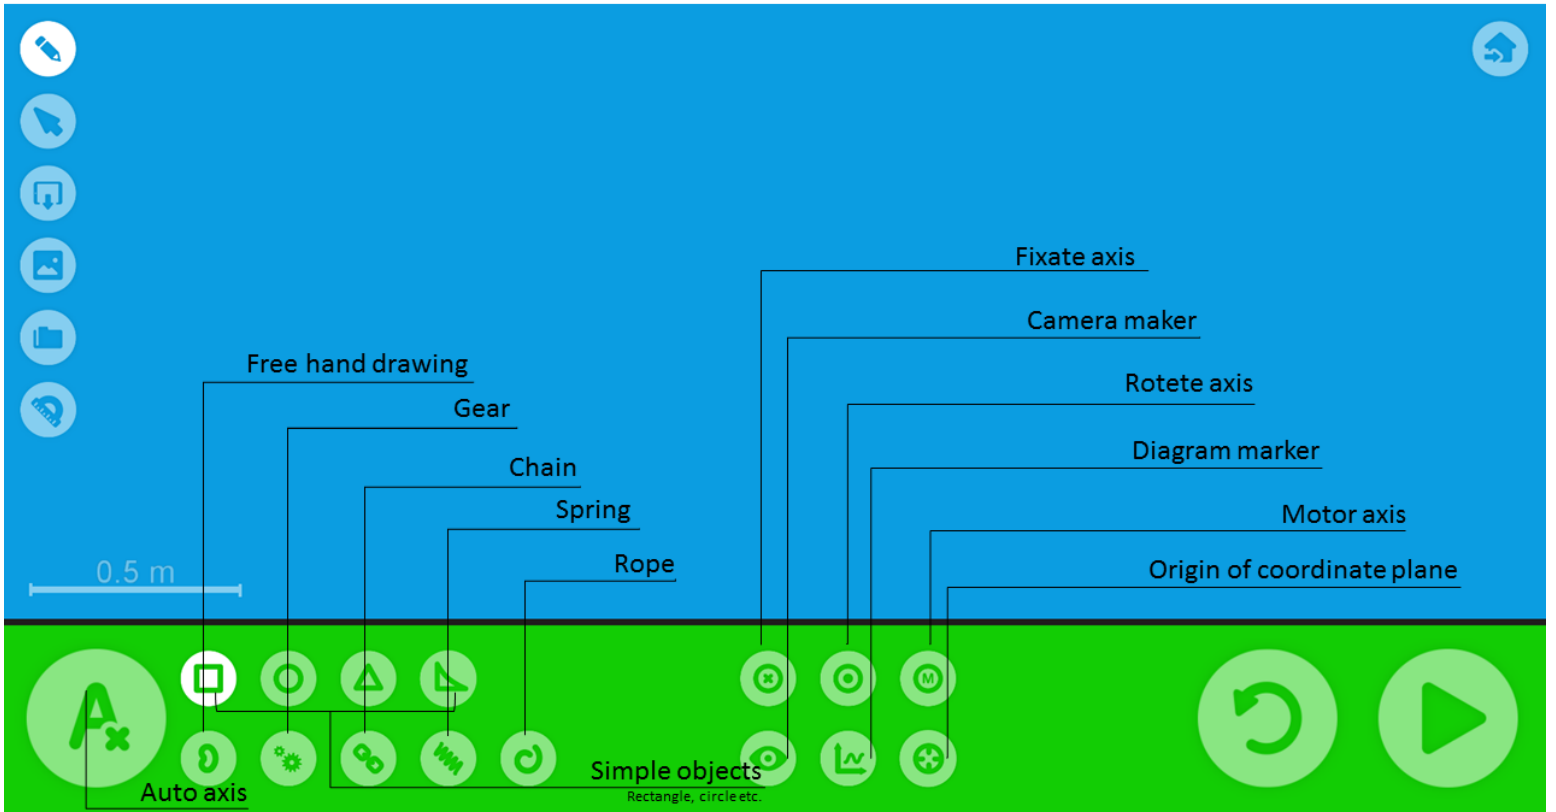 Fixate axis
Camera maker
Free hand drawing
Rotete axis
Gear
Diagram marker
Chain
Spring
Motor axis
Rope
Origin of coordinate plane
0.5 m
A
M
Simple objects
Rectangle, circle etc.
Auto axis